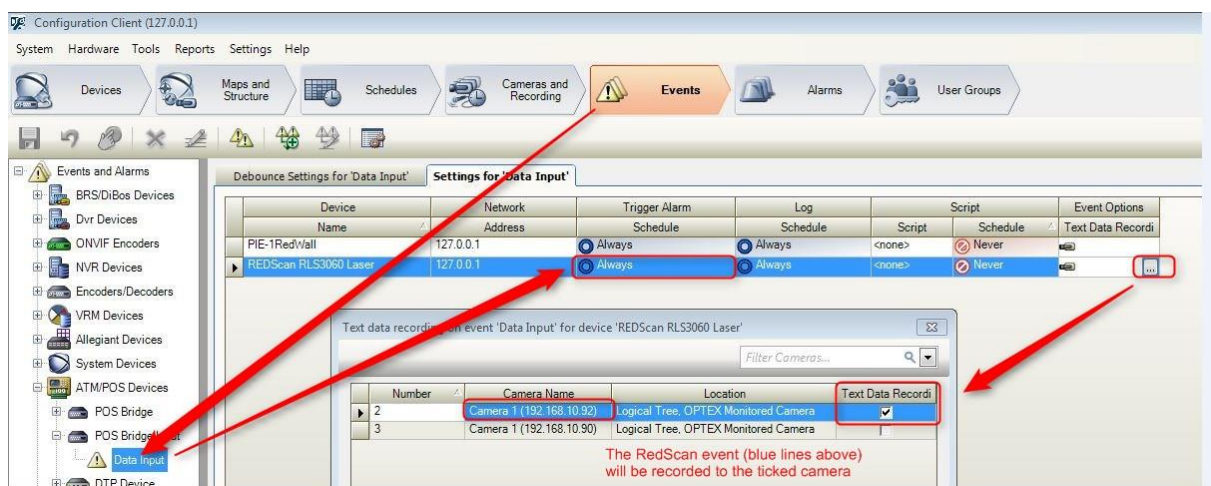 Configuration Client (127.0.0.1)
System Hardware Tools Reports Settings Help
Devices
Maps and Structure
Schedules
Cameras and Recording
Events
Alarms
User Groups
Events and Alarms
BRS/DiBos Devices
Dvr Devices
ONVIF Encoders
NVR Devices
Encoders/Decoders
VRM Devices
Allegiant Devices
System Devices
ATM/POS Devices
POS Bridge
POS Bridge
Data Input
DTP Device
Debounce Settings for 'Data Input' Settings for 'Data Input'
Device Network Trigger Alarm Log Script Event Options
Name Address Schedule Schedule Script Schedule Text Data Recordi
PIE-1RedWall 127.0.0.1 Always Always <none> Never
REDScan RLS3060 Laser 127.0.0.1 Always Always <none> Never ...
Text data recording on event 'Data Input' for device 'REDScan RLS3060 Laser'
Filter Cameras...
Number Camera Name Location Text Data Recordi
2 Camera 1 (192.168.10.92) Logical Tree, OPTEX Monitored Camera
3 Camera 1 (192.168.10.90) Logical Tree, OPTEX Monitored Camera
The RedScan event (blue lines above)
will be recorded to the ticked camera